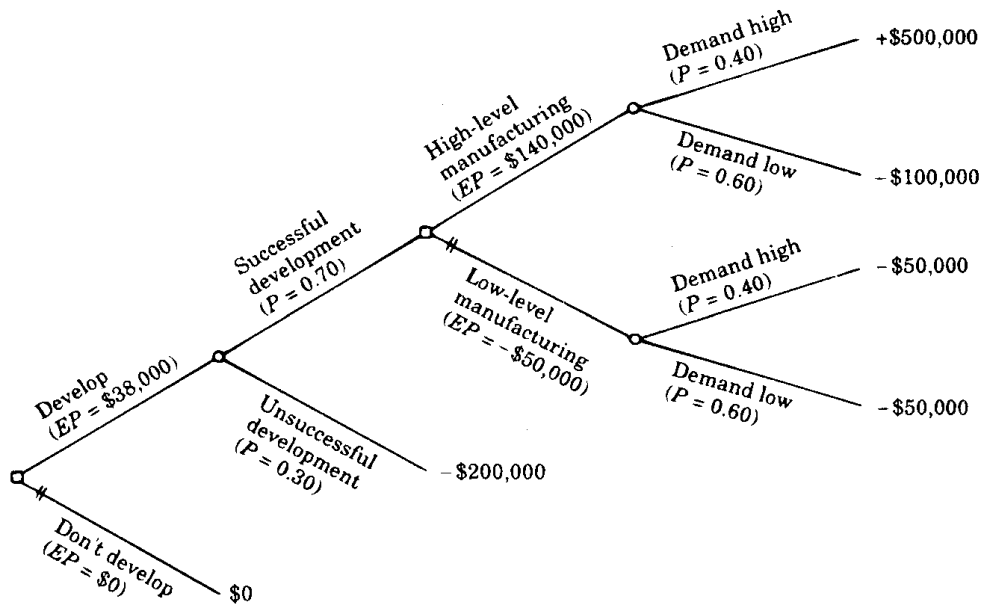 Demand high
(P = 0.40)
+$500,000
High-level
manufacturing
(EP = $140,000)
Demand low
(P = 0.60)
-$100,000
Successful
development
(P = 0.70)
Demand high
(P = 0.40)
-$50,000
Low-level
manufacturing
(EP = -$50,000)
Demand low
(P = 0.60)
-$50,000
Develop
(EP = $38,000)
Unsuccessful
development
(P = 0.30)
-$200,000
Don't develop
(EP = $0)
$0